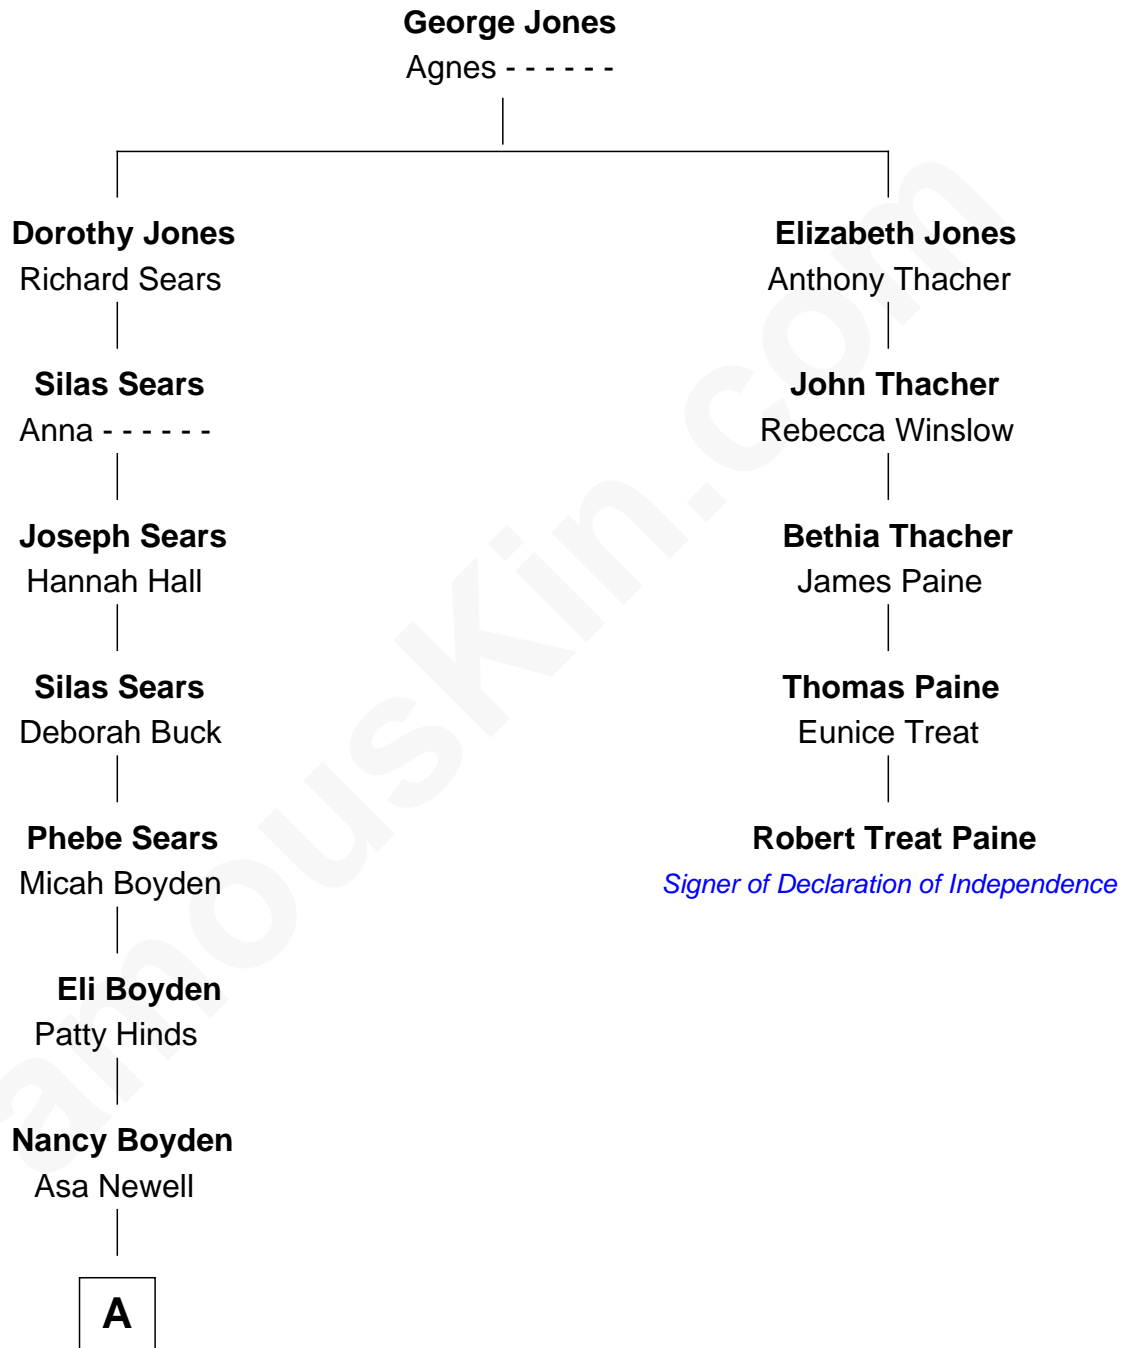 George Jones
Agnes - - - - - -
Dorothy Jones
Richard Sears
Elizabeth Jones
Anthony Thacher
Silas Sears
Anna - - - - - -
John Thacher
Rebecca Winslow
Joseph Sears
Hannah Hall
Bethia Thacher
James Paine
Silas Sears
Deborah Buck
Thomas Paine
Eunice Treat
Phebe Sears
Micah Boyden
Robert Treat Paine
Signer of Declaration of Independence
Eli Boyden
Patty Hinds
Nancy Boyden
Asa Newell
A
amousKin.com